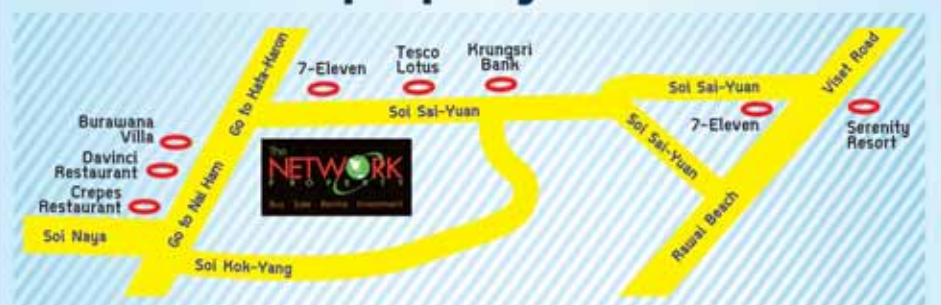 Go to Kata-Karon
7-Eleven
Tesco
Lotus
Krungsri
Bank
Soi Sai-Yuan
Soi Sai-Yuan
Viset Road
Burawana
Villa
Davinci
Restaurant
Crepes
Restaurant
The
NETWORK
PROPERTY
Buy Sale Rental Investment
Soi Sai-Yuan
7-Eleven
Serenity
Resort
Go to Nai Harn
Soi Naya
Soi Kok-Yang
Rawai Beach